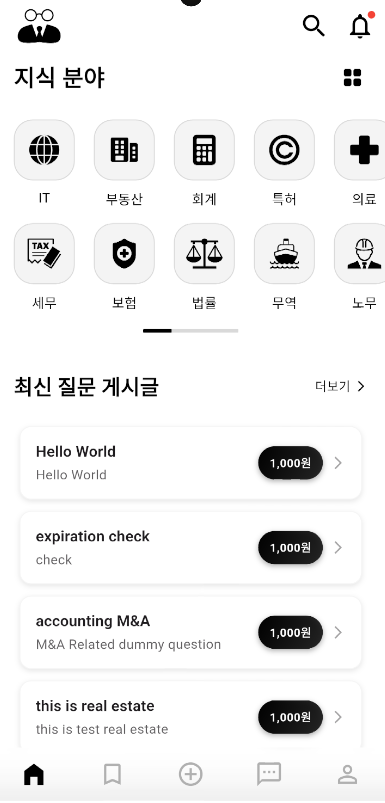 지식 분야
IT
부동산
회계
특허
의료
TAX
세무
보험
법률
무역
노무
최신 질문 게시글
더보기
Hello World
Hello World
1,000원
expiration check
check
1,000원
accounting M&A
M&A Related dummy question
1,000원
this is real estate
this is test real estate
1,000원